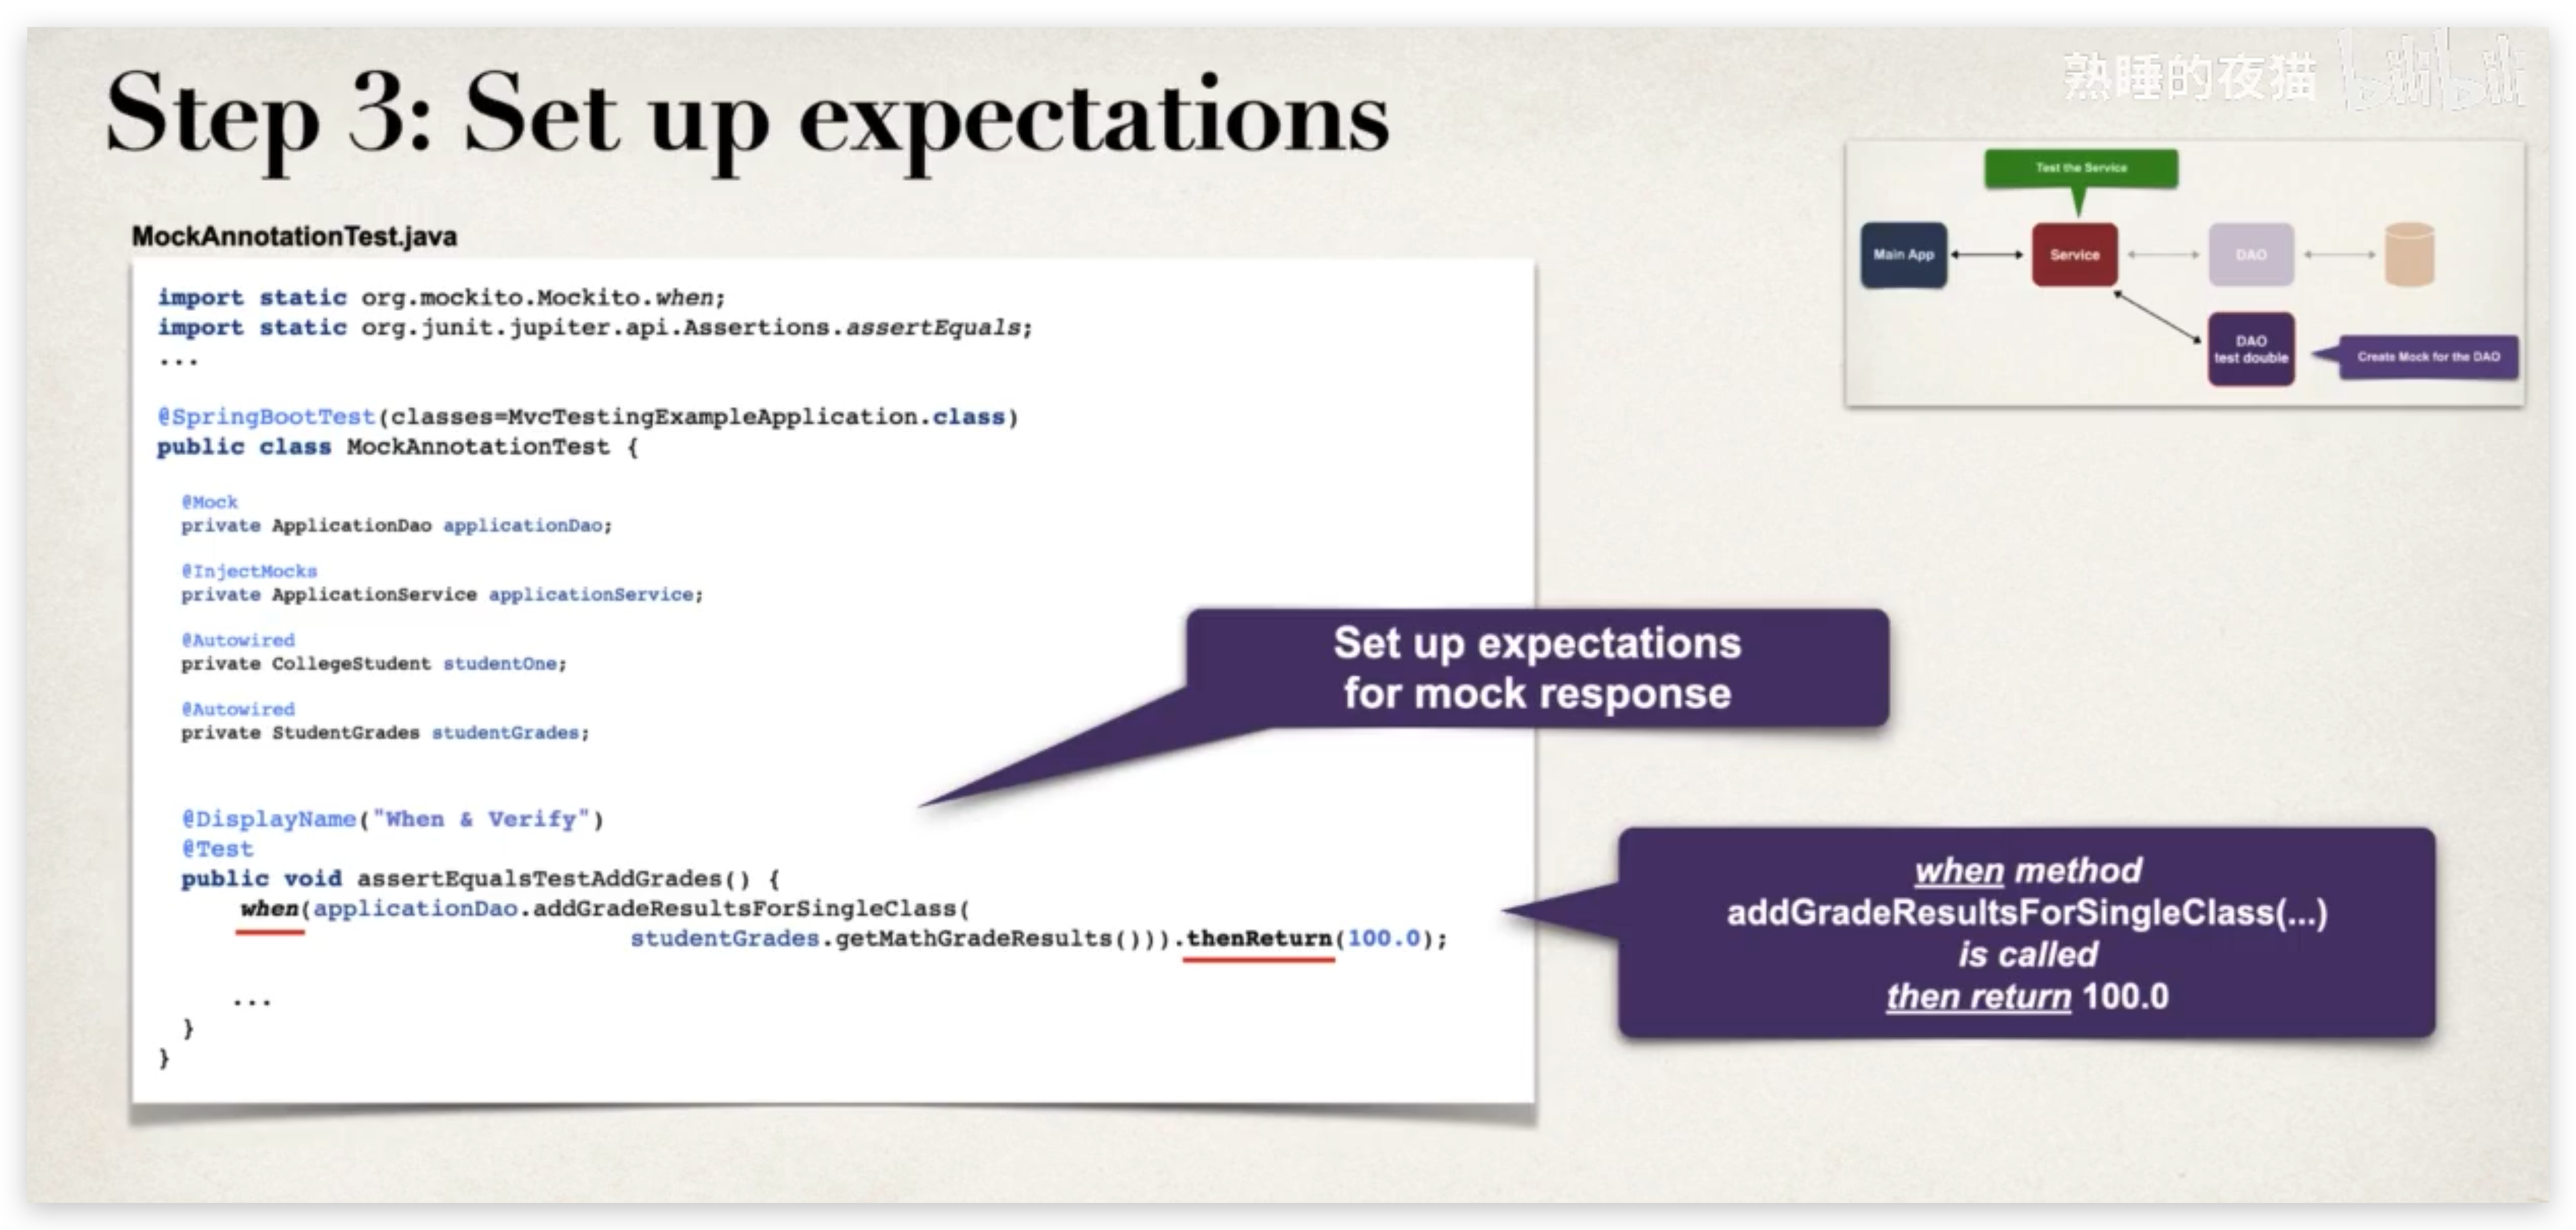 熟睡的夜猫 bilibili
Step 3: Set up expectations
Test the Service
Main App
Service
DAO
DAO
test double
Create Mock for the DAO
MockAnnotationTest.java
import static org.mockito.Mockito.when;
import static org.junit.jupiter.api.Assertions.assertEquals;
...
@SpringBootTest(classes=MvcTestingExampleApplication.class)
public class MockAnnotationTest {
@Mock
private ApplicationDao applicationDao;
@InjectMocks
private ApplicationService applicationService;
@Autowired
private CollegeStudent studentOne;
@Autowired
private StudentGrades studentGrades;
Set up expectations
for mock response
@DisplayName("When & Verify")
@Test
public void assertEqualsTestAddGrades() {
when(applicationDao.addGradeResultsForSingleClass(
studentGrades.getMathGradeResults())).thenReturn(100.0);
...
}
}
when method
addGradeResultsForSingleClass(...)
is called
then return 100.0